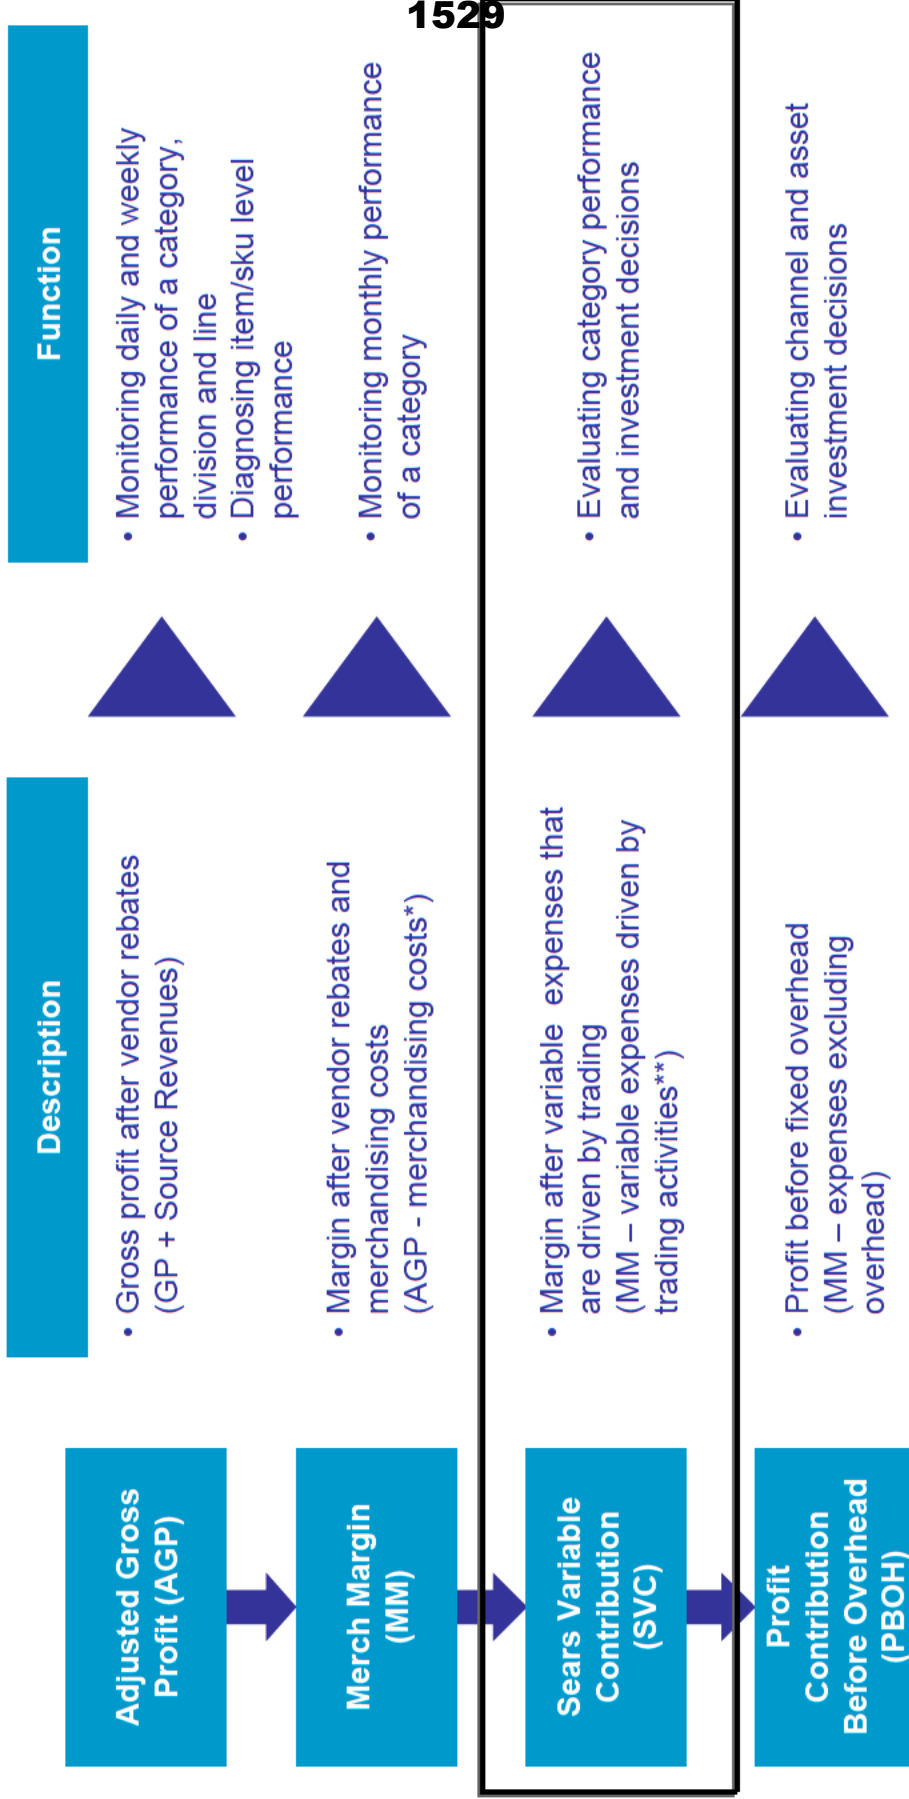 1529
Description
Function
Adjusted Gross
Profit (AGP)
• Gross profit after vendor rebates
(GP + Source Revenues)
• Monitoring daily and weekly
performance of a category,
division and line
• Diagnosing item/sku level
performance
Merch Margin
(MM)
• Margin after vendor rebates and
merchandising costs
(AGP - merchandising costs*)
• Monitoring monthly performance
of a category
Sears Variable
Contribution
(SVC)
• Margin after variable expenses that
are driven by trading
(MM – variable expenses driven by
trading activities**)
• Evaluating category performance
and investment decisions
Profit
Contribution
Before Overhead
(PBOH)
• Profit before fixed overhead
(MM – expenses excluding
overhead)
• Evaluating channel and asset
investment decisions